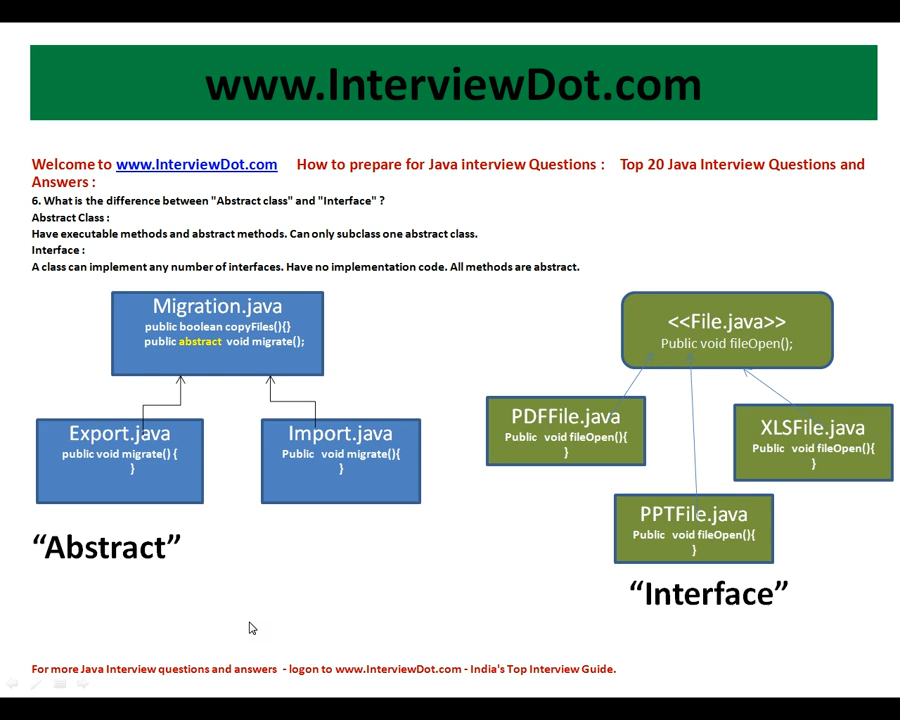 www.InterviewDot.com
Welcome to www.InterviewDot.com How to prepare for Java interview Questions : Top 20 Java Interview Questions and
Answers :
6. What is the difference between "Abstract class" and "Interface" ?
Abstract Class :
Have executable methods and abstract methods. Can only subclass one abstract class.
Interface :
A class can implement any number of interfaces. Have no implementation code. All methods are abstract.
Migration.java
public boolean copyFiles(){}
public abstract void migrate();
Export.java
public void migrate() {
}
Import.java
Public void migrate(){
}
“Abstract”
<<File.java>>
Public void fileOpen();
PDFFile.java
Public void fileOpen(){
}
XLSFile.java
Public void fileOpen(){
}
PPTFile.java
Public void fileOpen(){
}
“Interface”
For more Java Interview questions and answers - logon to www.InterviewDot.com - India's Top Interview Guide.